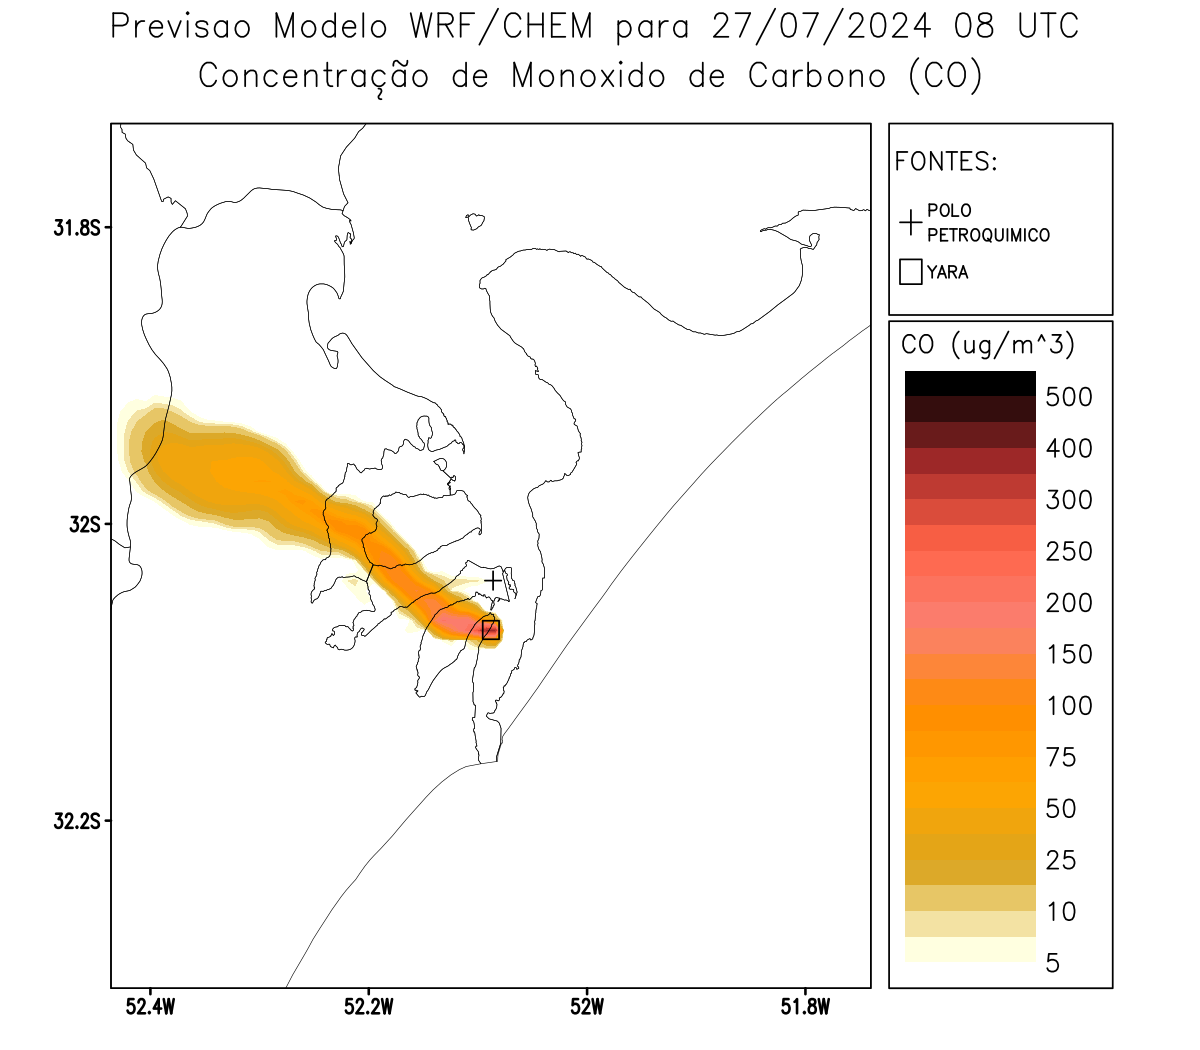 Previsao Modelo WRF/CHEM para 27/07/2024 08 UTC
Concentração de Monoxido de Carbono (CO)
FONTES:
POLO
PETROQUIMICO
YARA
CO (ug/m^3)
500
400
300
250
200
150
100
75
50
25
10
5
31.8S
32S
32.2S
52.4W
52.2W
52W
51.8W